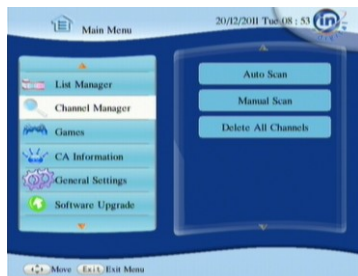 Main Menu
20/12/2011 Tue 08 : 53
in
List Manager
Channel Manager
Games
CA Information
General Settings
Software Upgrade
Auto Scan
Manual Scan
Delete All Channels
Move Exit Exit Menu